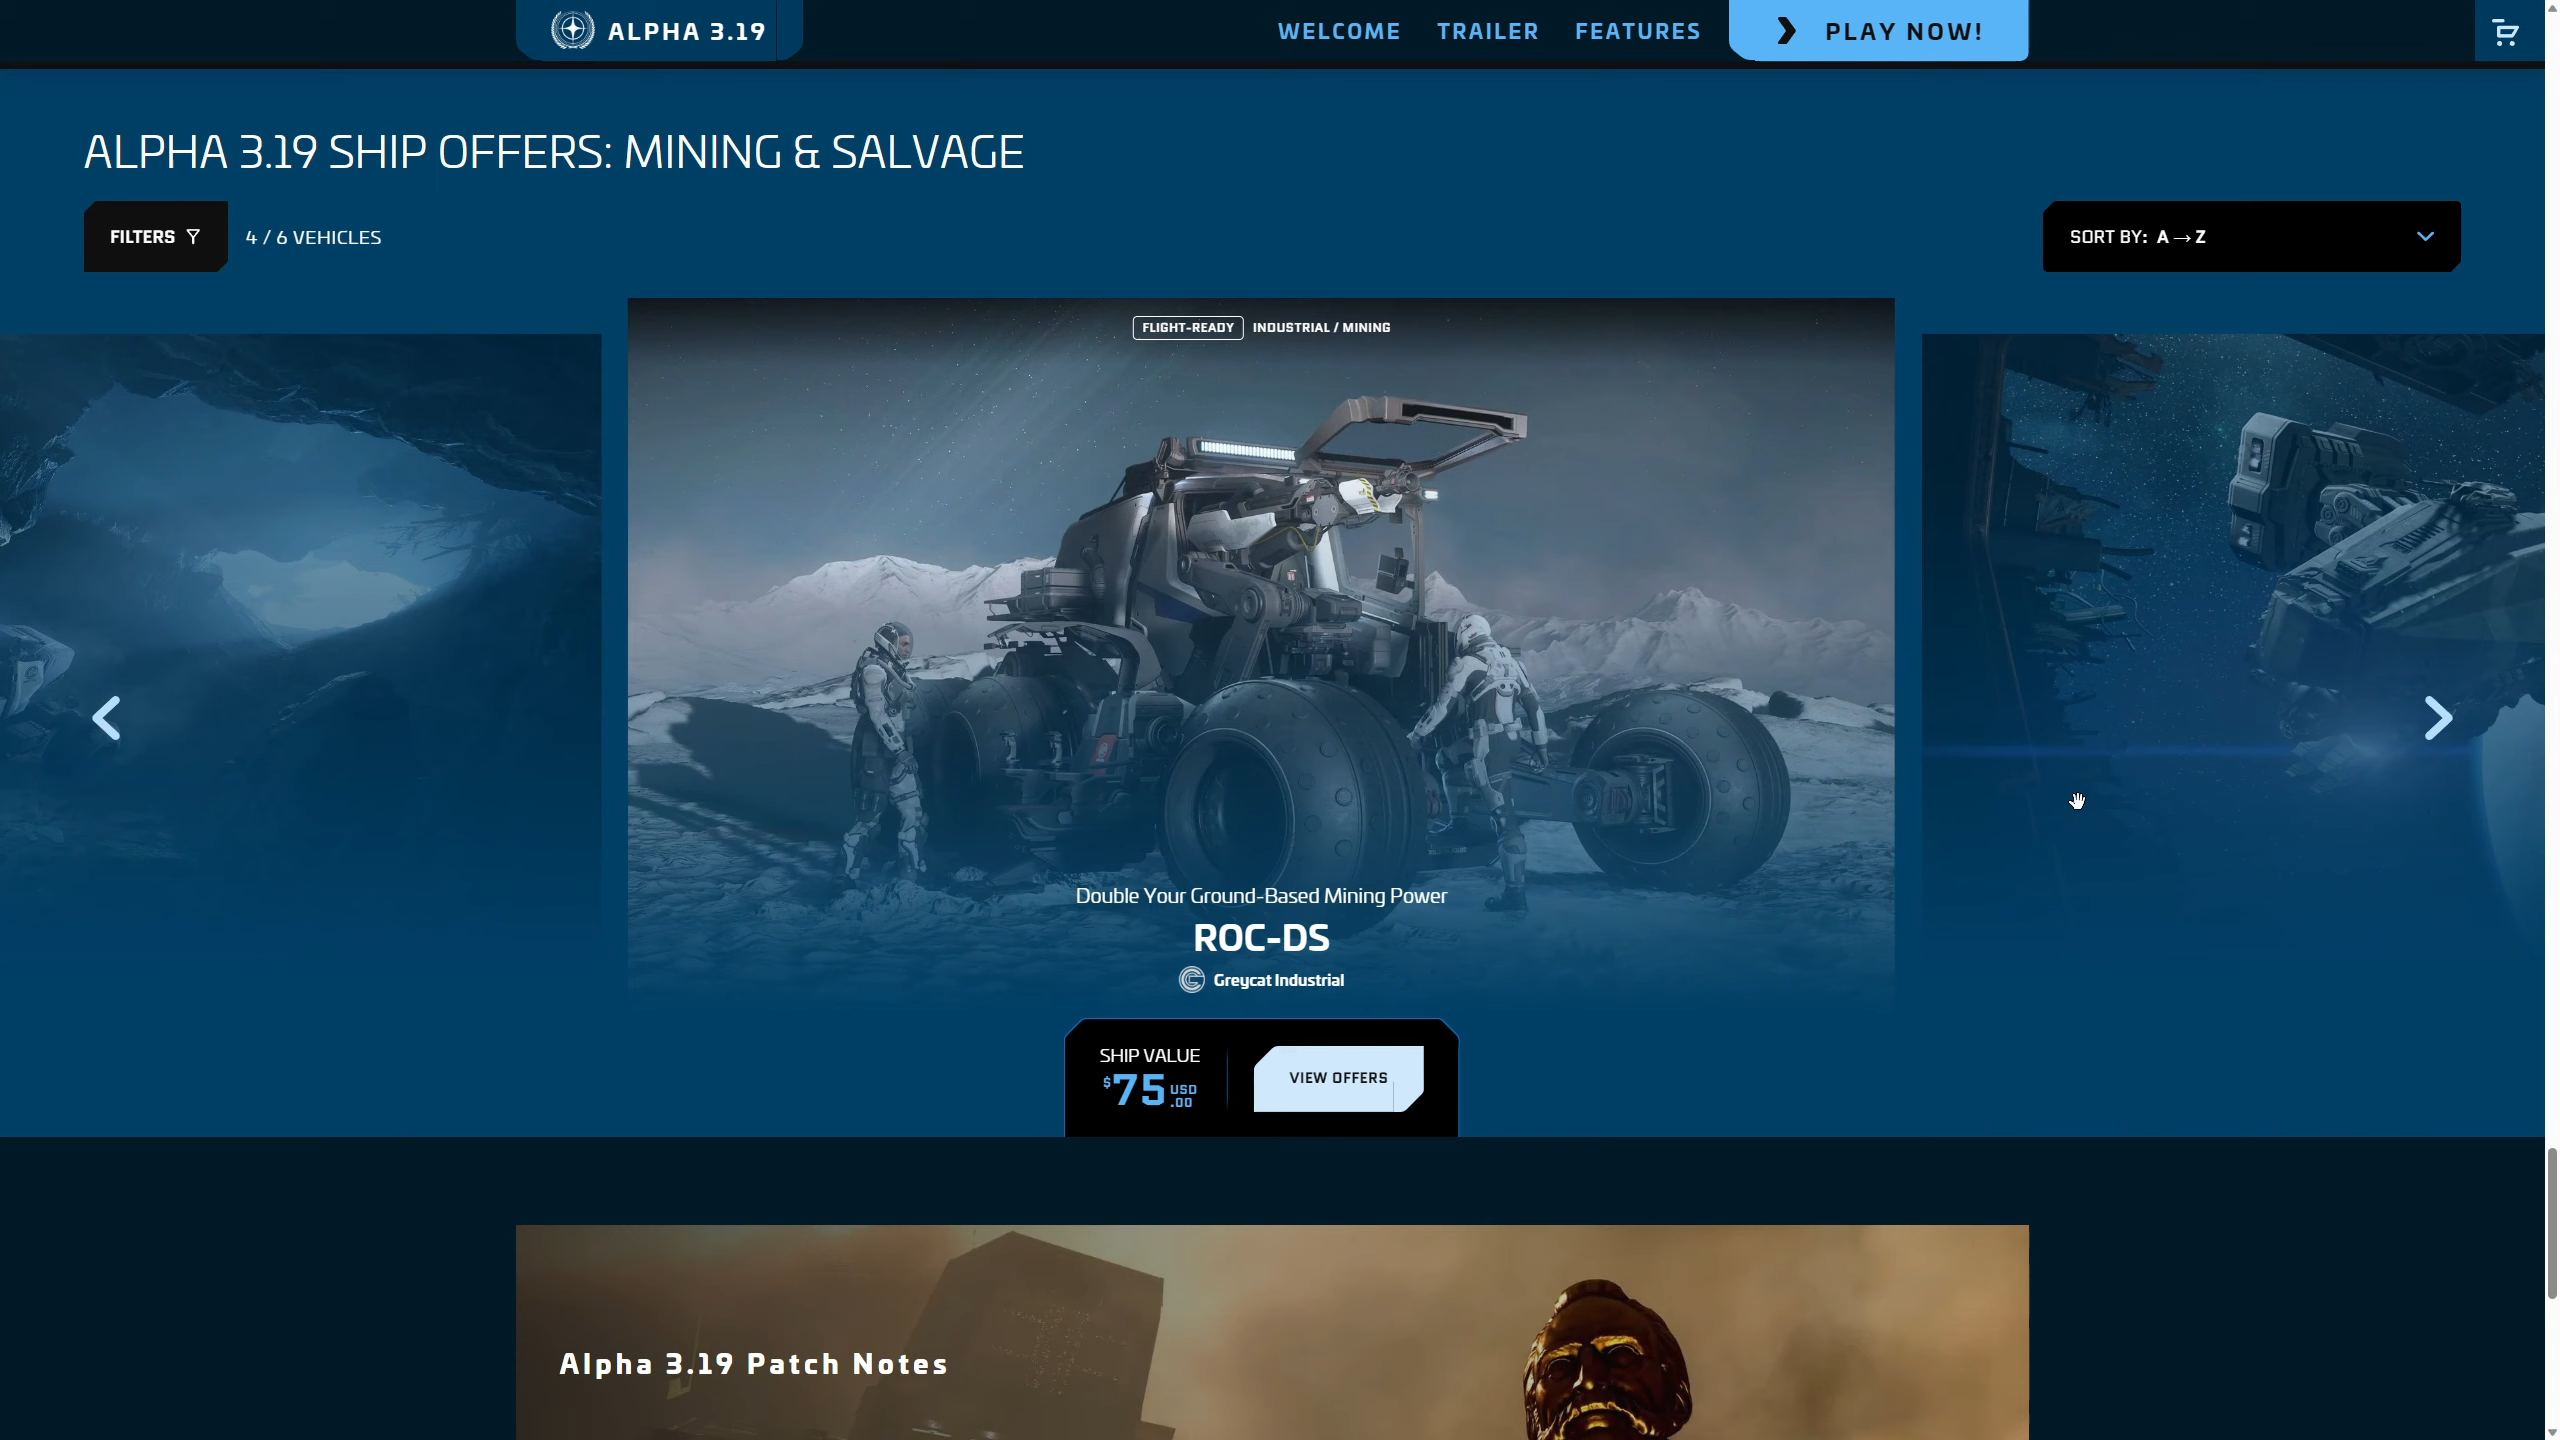 ALPHA 3.19
WELCOME
TRAILER
FEATURES
PLAY NOW!
ALPHA 3.19 SHIP OFFERS: MINING & SALVAGE
FILTERS
4 / 6 VEHICLES
SORT BY: A→Z
FLIGHT-READY INDUSTRIAL / MINING
Double Your Ground-Based Mining Power
ROC-DS
Greycat Industrial
SHIP VALUE
$75 USD .00
VIEW OFFERS
Alpha 3.19 Patch Notes